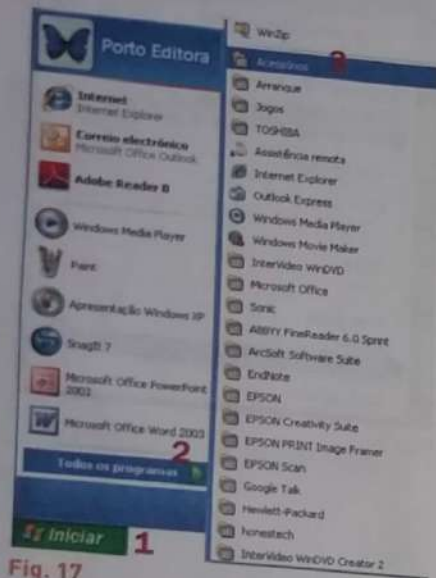 Porto Editora
Internet
Internet Explorer
Correio electrónico
Microsoft Office Outlook
Adobe Reader 8
Windows Media Player
Paint
Apresentação Windows XP
SnagIt 7
Microsoft Office PowerPoint
2003
Microsoft Office Word 2003
2
Todos os programas
Iniciar
1
Fig. 17
WinZip
Acessórios
3
Arranque
Jogos
TOSHIBA
Assistência remota
Internet Explorer
Outlook Express
Windows Media Player
Windows Movie Maker
InterVideo WinDVD
Microsoft Office
Sonic
ABBYY FineReader 6.0 Sprint
ArcSoft Software Suite
EndNote
EPSON
EPSON Creativity Suite
EPSON PRINT Image Framer
EPSON Scan
Google Talk
Hewlett-Packard
honestech
InterVideo WinDVD Creator 2